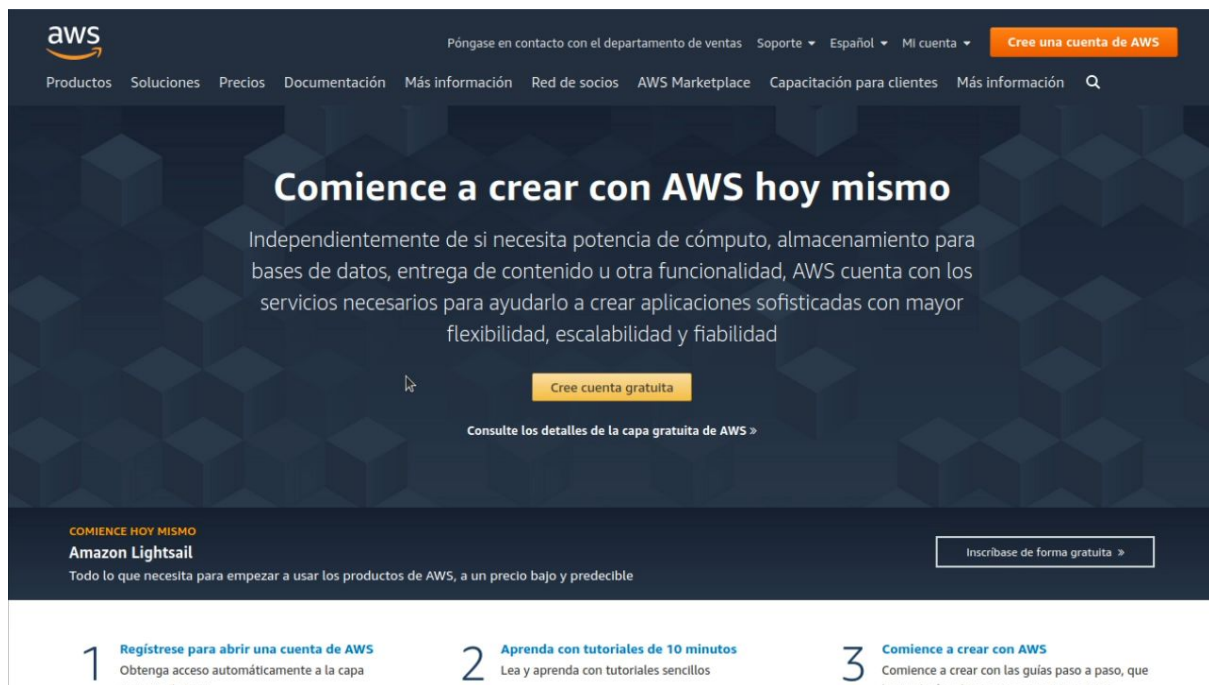 aws
Póngase en contacto con el departamento de ventas Soporte Español Mi cuenta Cree una cuenta de AWS
Productos Soluciones Precios Documentación Más información Red de socios AWS Marketplace Capacitación para clientes Más información
Comience a crear con AWS hoy mismo
Independientemente de si necesita potencia de cómputo, almacenamiento para
bases de datos, entrega de contenido u otra funcionalidad, AWS cuenta con los
servicios necesarios para ayudarlo a crear aplicaciones sofisticadas con mayor
flexibilidad, escalabilidad y fiabilidad
Cree cuenta gratuita
Consulte los detalles de la capa gratuita de AWS »
COMIENCE HOY MISMO
Amazon Lightsail
Todo lo que necesita para empezar a usar los productos de AWS, a un precio bajo y predecible
Inscríbase de forma gratuita »
1 Regístrese para abrir una cuenta de AWS
Obtenga acceso automáticamente a la capa
2 Aprenda con tutoriales de 10 minutos
Lea y aprenda con tutoriales sencillos
3 Comience a crear con AWS
Comience a crear con las guías paso a paso, que